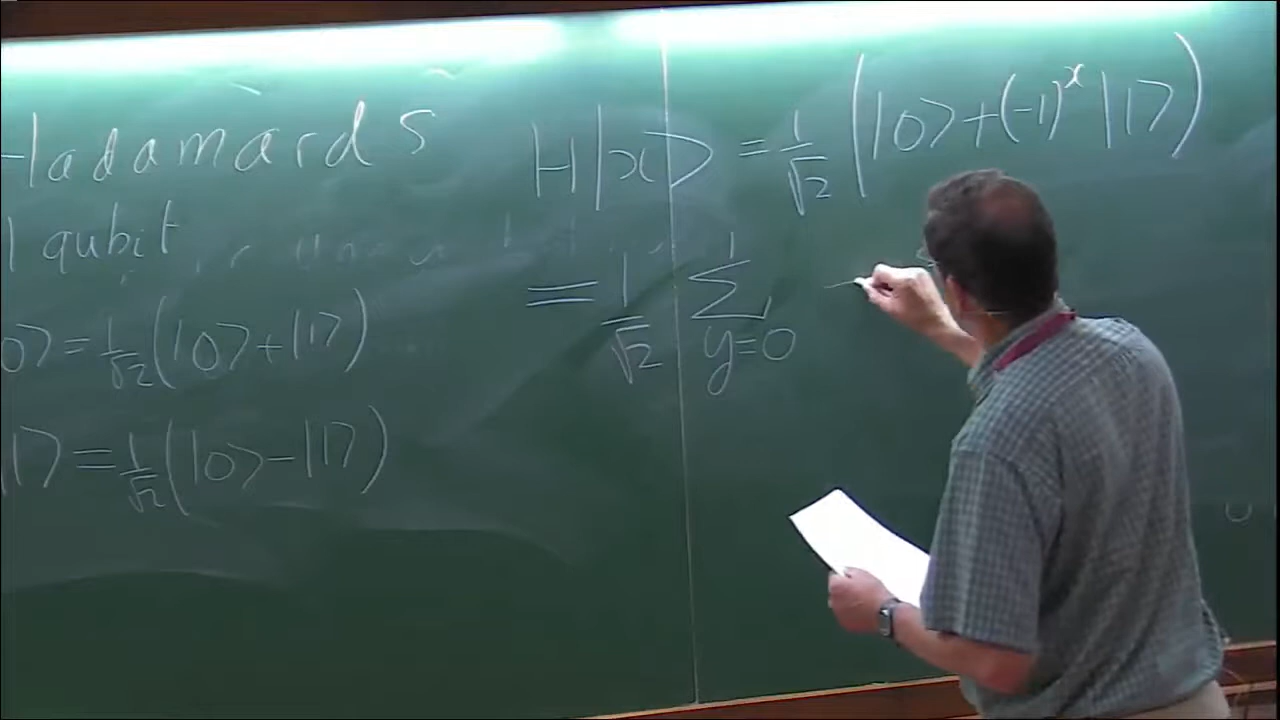 Hadamards
1 qubit
0⟩ = 1/√2 (|0⟩ + |1⟩)
|1⟩ = 1/√2 (|0⟩ - |1⟩)
H|x⟩ = 1/√2 (|0⟩ + (-1)^x |1⟩)
= 1/√2 ∑_{y=0}^{1}